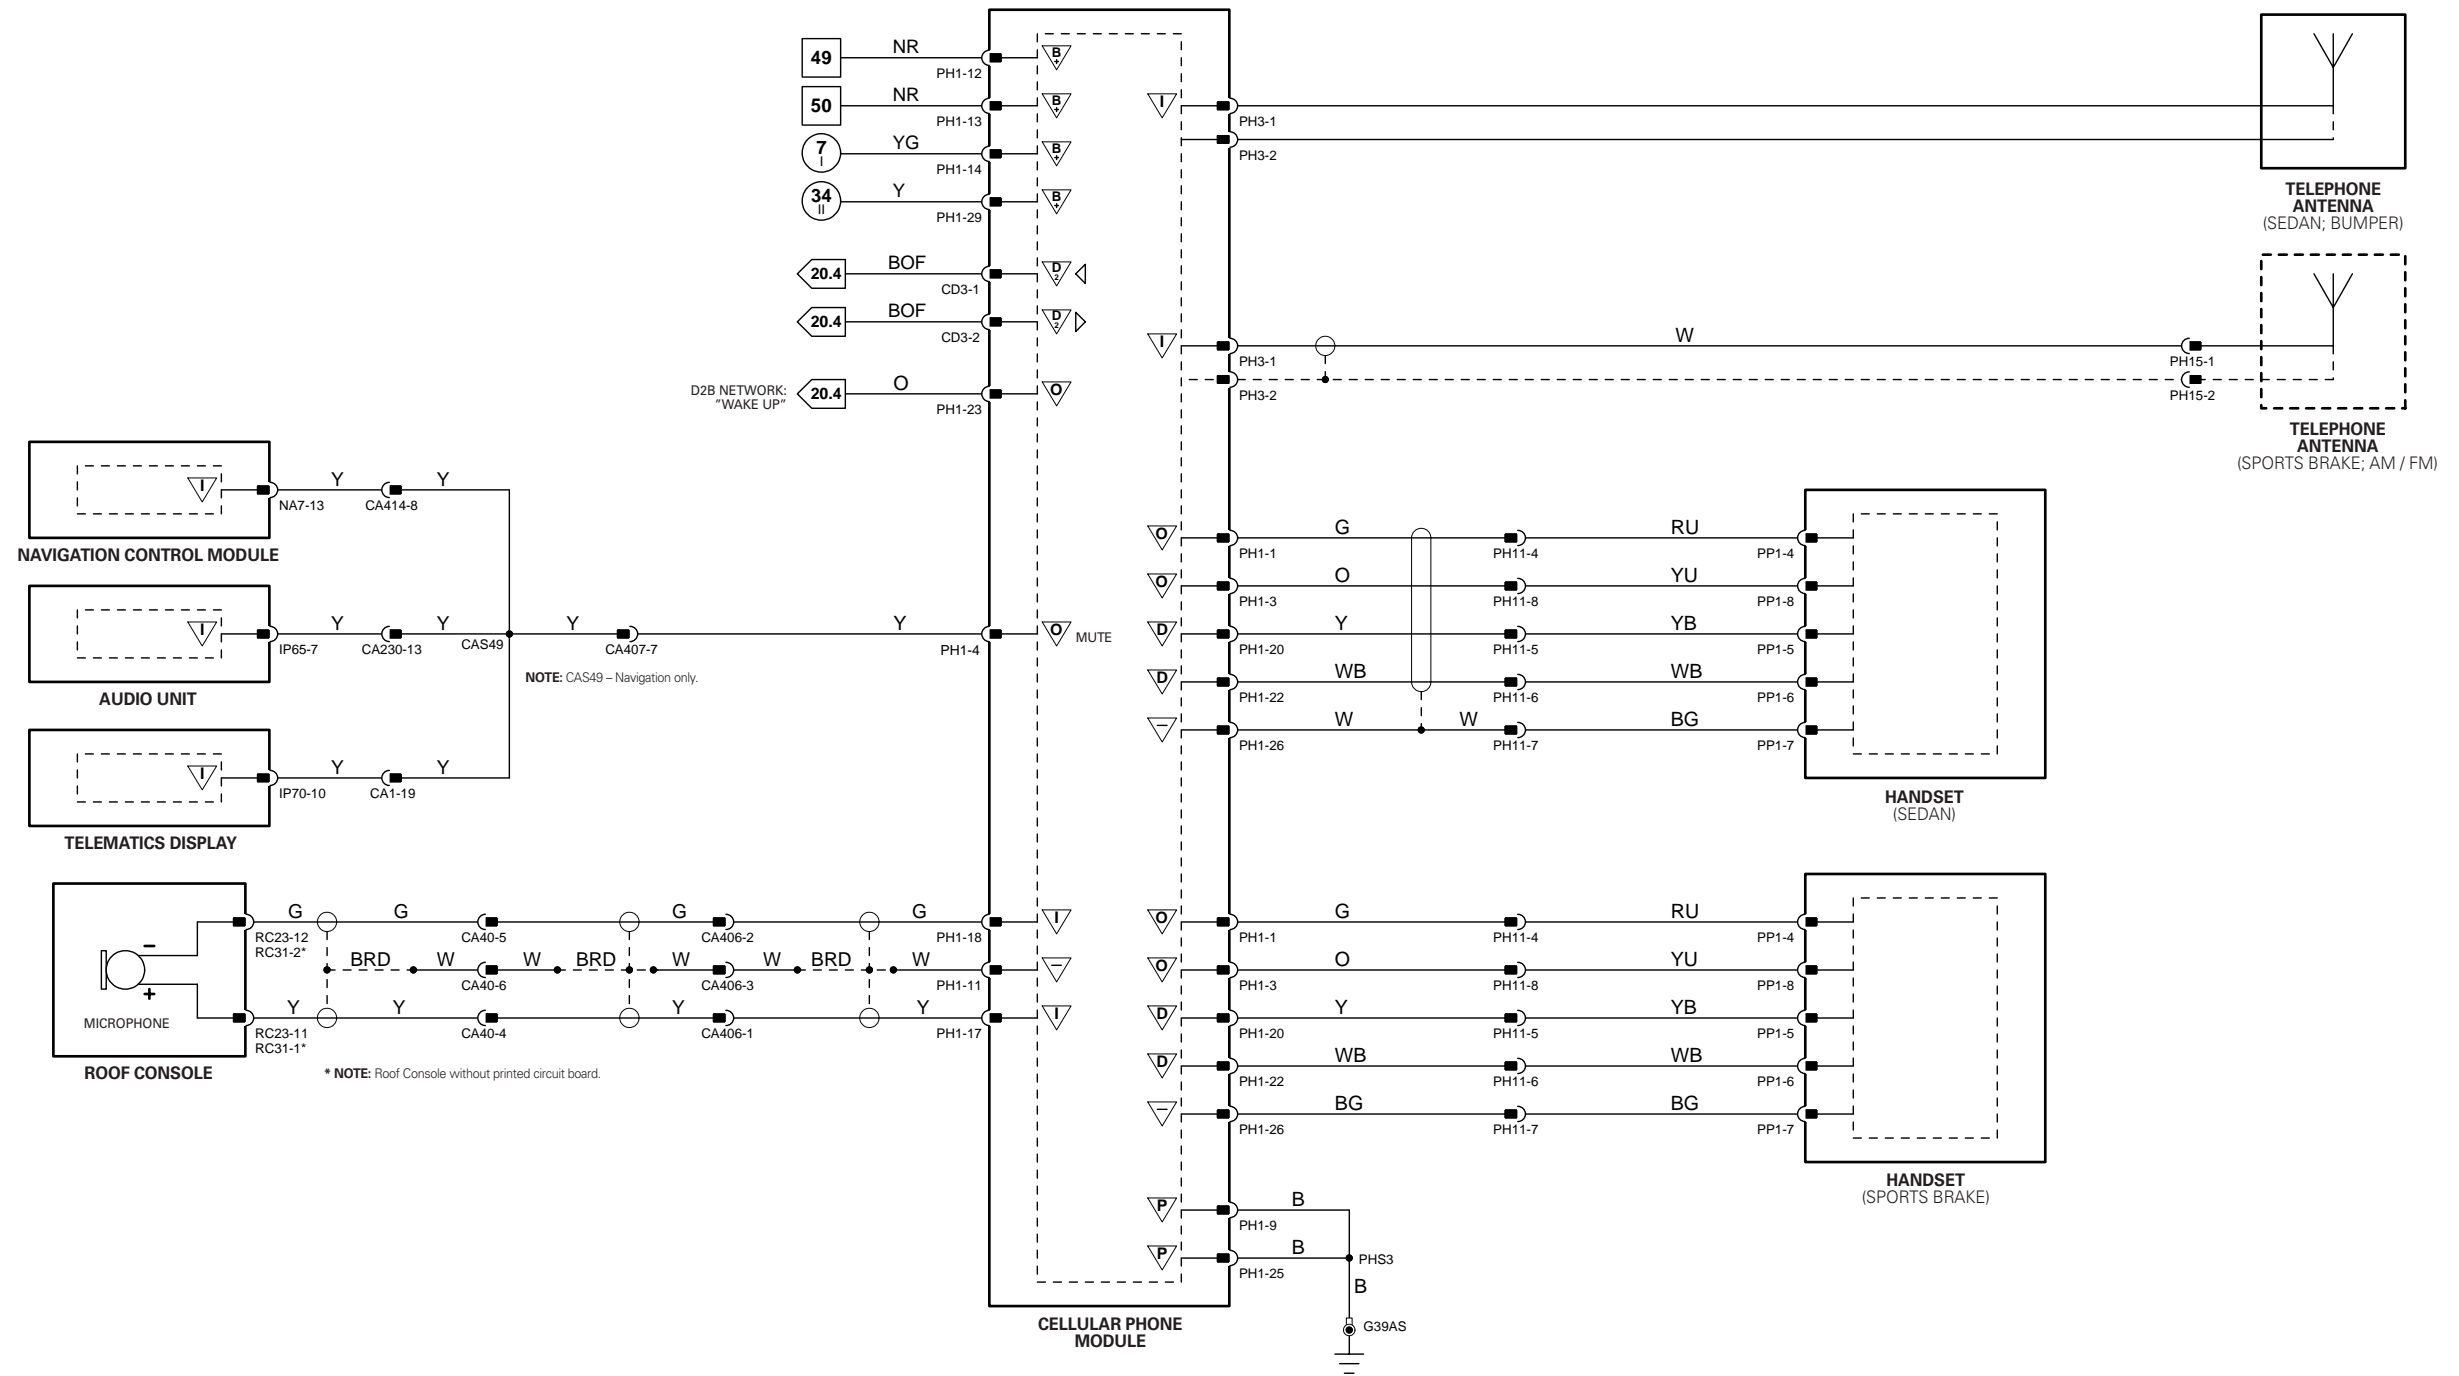 49 NR PH1-12 B+
50 NR PH1-13 B+
7 I YG PH1-14 B+
34 II Y PH1-29 B+
20.4 BOF CD3-1 D2
20.4 BOF CD3-2 D2
D2B NETWORK:
"WAKE UP"
20.4 O PH1-23 O
I NA7-13 Y CA414-8 Y
NAVIGATION CONTROL MODULE
I IP65-7 Y CA230-13 Y CAS49 Y CA407-7 Y PH1-4 O MUTE
NOTE: CAS49 – Navigation only.
AUDIO UNIT
I IP70-10 Y CA1-19 Y
TELEMATICS DISPLAY
G G G G
RC23-12 CA40-5 CA406-2 PH1-18 I
RC31-2*
–
BRD W W BRD W W BRD W
CA40-6 CA406-3 PH1-11 –
+
MICROPHONE
Y Y Y Y
RC23-11 CA40-4 CA406-1 PH1-17 I
RC31-1*
ROOF CONSOLE
* NOTE: Roof Console without printed circuit board.
I PH3-1
PH3-2
TELEPHONE
ANTENNA
(SEDAN; BUMPER)
I PH3-1 W PH15-1
PH3-2 PH15-2
TELEPHONE
ANTENNA
(SPORTS BRAKE; AM / FM)
O PH1-1 G PH11-4 RU PP1-4
O PH1-3 O PH11-8 YU PP1-8
D PH1-20 Y PH11-5 YB PP1-5
D PH1-22 WB PH11-6 WB PP1-6
– PH1-26 W W PH11-7 BG PP1-7
HANDSET
(SEDAN)
O PH1-1 G PH11-4 RU PP1-4
O PH1-3 O PH11-8 YU PP1-8
D PH1-20 Y PH11-5 YB PP1-5
D PH1-22 WB PH11-6 WB PP1-6
– PH1-26 BG PH11-7 BG PP1-7
HANDSET
(SPORTS BRAKE)
P PH1-9 B
P PH1-25 B PHS3
B
G39AS
CELLULAR PHONE
MODULE